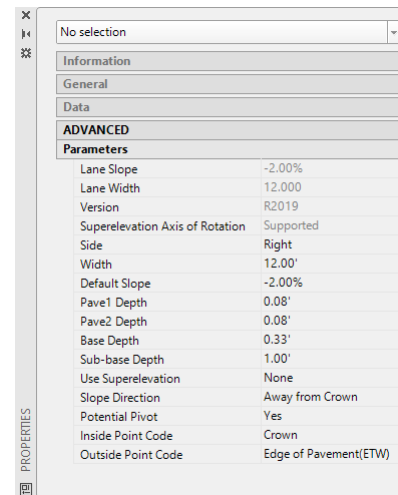 No selection
Information
General
Data
ADVANCED
Parameters
Lane Slope -2.00%
Lane Width 12.000
Version R2019
Superelevation Axis of Rotation Supported
Side Right
Width 12.00'
Default Slope -2.00%
Pave1 Depth 0.08'
Pave2 Depth 0.08'
Base Depth 0.33'
Sub-base Depth 1.00'
Use Superelevation None
Slope Direction Away from Crown
Potential Pivot Yes
Inside Point Code Crown
Outside Point Code Edge of Pavement(ETW)
PROPERTIES